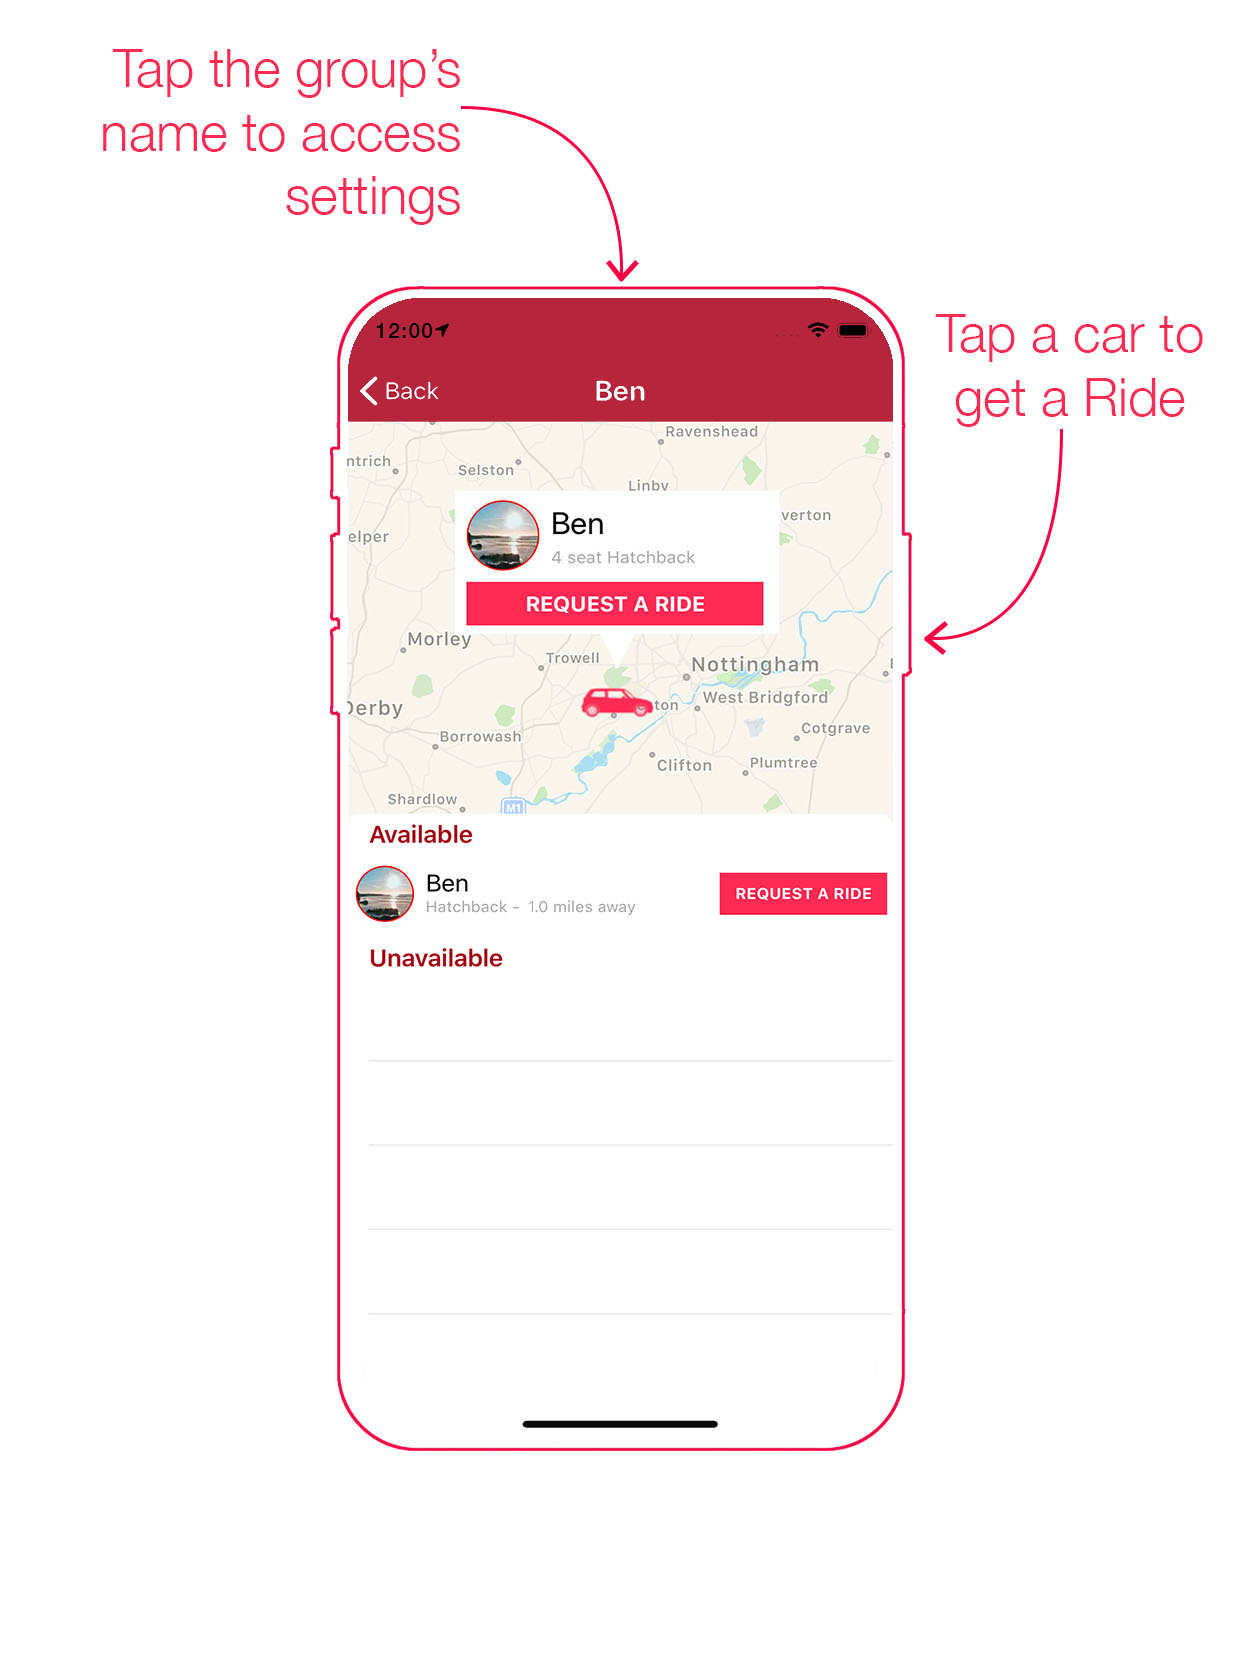 Tap the group’s
name to access
settings
Tap a car to
get a Ride
12:00
Back
Ben
Ravenshead
ntrich
Selston
Linby
verton
elper
Ben
4 seat Hatchback
REQUEST A RIDE
Morley
Trowell
Nottingham
ton
West Bridgford
Derby
Cotgrave
Borrowash
Clifton
Plumtree
Shardlow
M1
Available
Ben
Hatchback - 1.0 miles away
REQUEST A RIDE
Unavailable